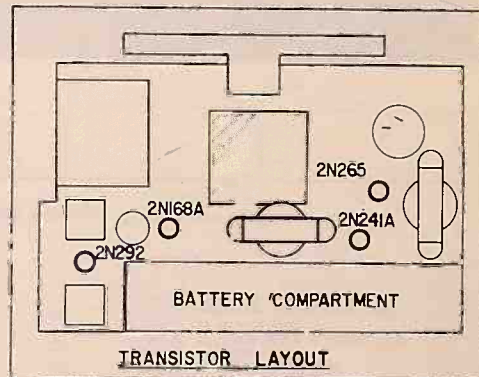 2N265
2N168A
2N241A
2N292
BATTERY COMPARTMENT
TRANSISTOR LAYOUT